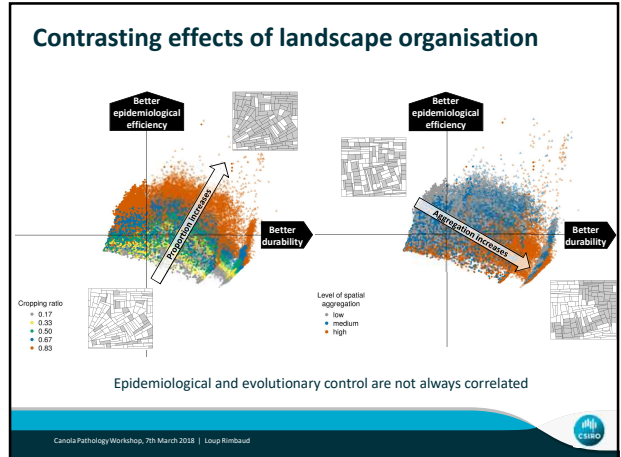 Contrasting effects of landscape organisation
Better
epidemiological
efficiency
Proportion increases
Better
durability
Cropping ratio
0.17
0.33
0.50
0.67
0.83
Better
epidemiological
efficiency
Aggregation increases
Better
durability
Level of spatial
aggregation
low
medium
high
Epidemiological and evolutionary control are not always correlated
Canola Pathology Workshop, 7th March 2018 | Loup Rimbaud
CSIRO